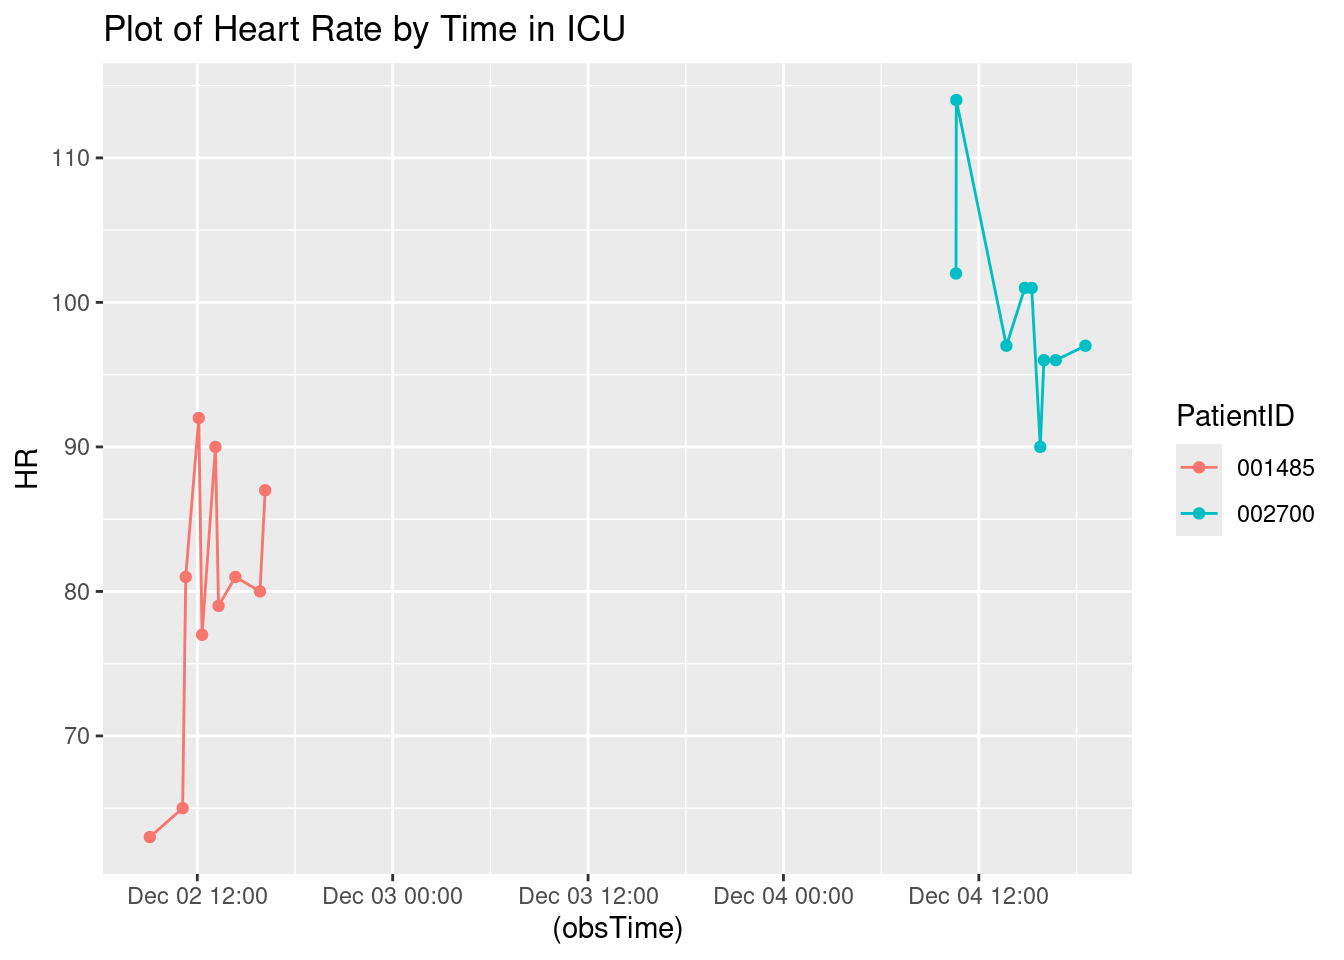 Plot of Heart Rate by Time in ICU
110
100
90
80
70
HR
Dec 02 12:00
Dec 03 00:00
Dec 03 12:00
Dec 04 00:00
Dec 04 12:00
(obsTime)
PatientID
001485
002700